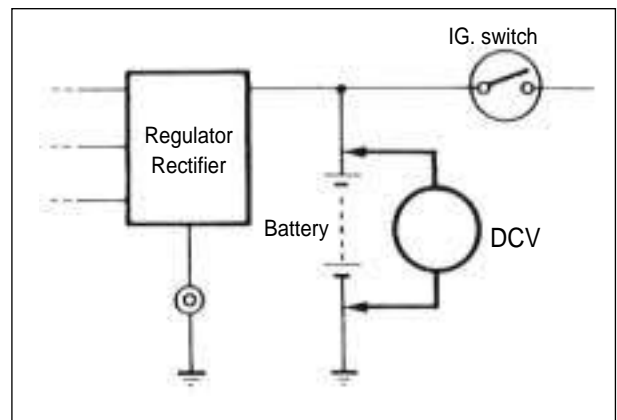 IG. switch
Regulator
Rectifier
Battery
DCV